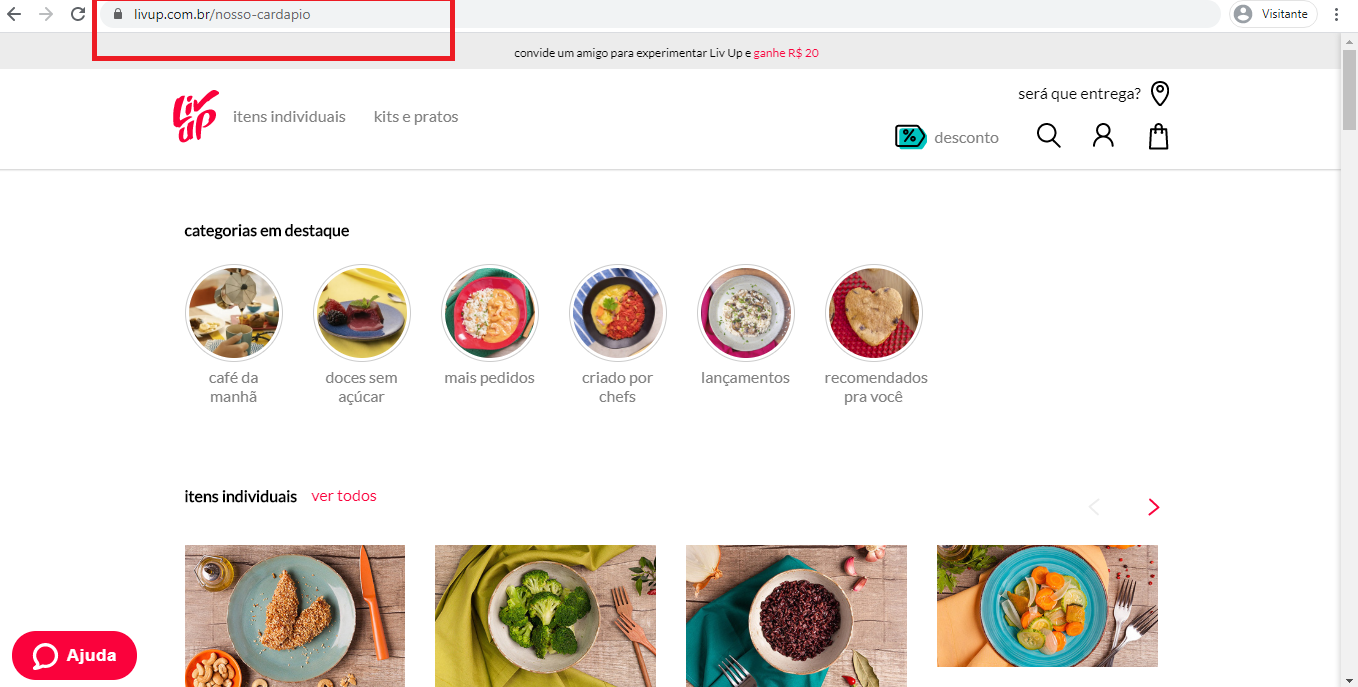 livup.com.br/nosso-cardapio
Visitante
convide um amigo para experimentar Liv Up e ganhe R$ 20
será que entrega?
Liv Up
itens individuais kits e pratos
% desconto
categorias em destaque
café da manhã
doces sem açúcar
mais pedidos
criado por chefs
lançamentos
recomendados pra você
itens individuais ver todos
Ajuda